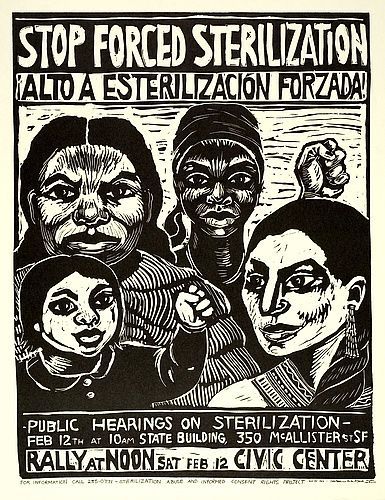 STOP FORCED STERILIZATION
¡ALTO A ESTERILIZACIÓN FORZADA!
-PUBLIC HEARINGS ON STERILIZATION-
FEB 12TH AT 10AM STATE BUILDING, 350 McALLISTER ST SF
RALLY AT NOON SAT FEB 12 CIVIC CENTER
FOR INFORMATION CALL - STERILIZATION ABUSE AND INFORMED CONSENT RIGHTS PROJECT